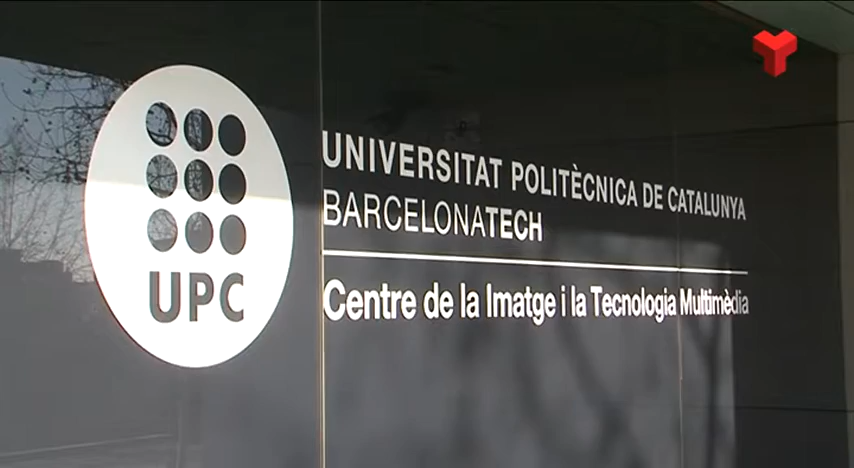 UPC
UNIVERSITAT POLITÈCNICA DE CATALUNYA
BARCELONATECH
Centre de la Imatge i la Tecnologia Multimèdia